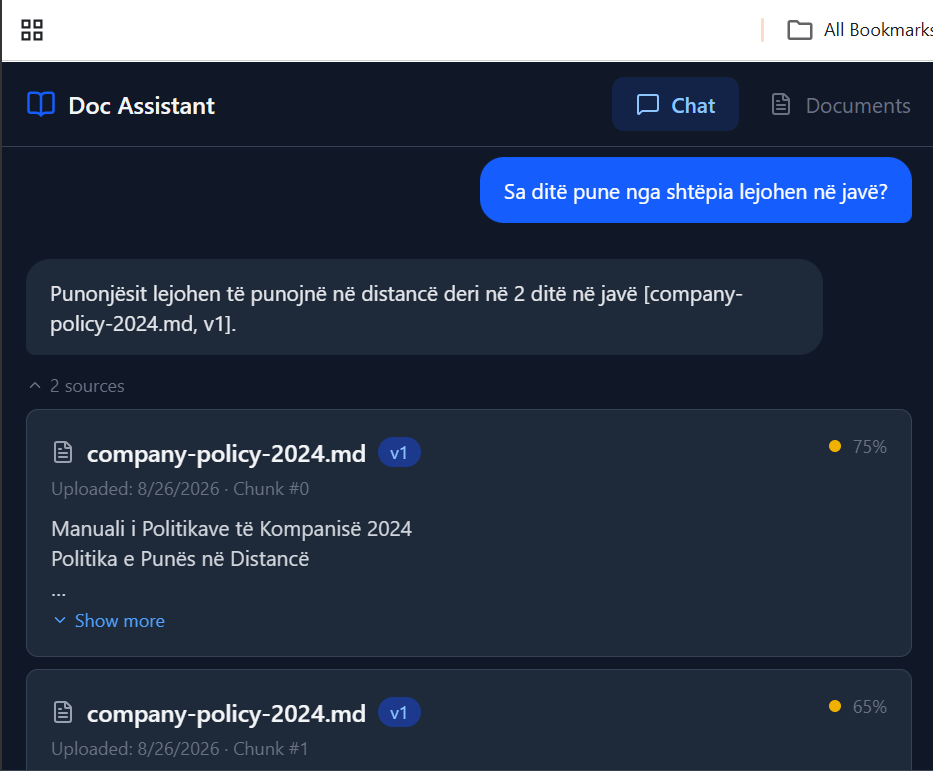 All Bookmarks
Doc Assistant
Chat
Documents
Sa ditë pune nga shtëpia lejohen në javë?
Punonjësit lejohen të punojnë në distancë deri në 2 ditë në javë [company-
policy-2024.md, v1].
2 sources
company-policy-2024.md v1
75%
Uploaded: 8/26/2026 · Chunk #0
Manuali i Politikave të Kompanisë 2024
Politika e Punës në Distancë
...
Show more
company-policy-2024.md v1
65%
Uploaded: 8/26/2026 · Chunk #1